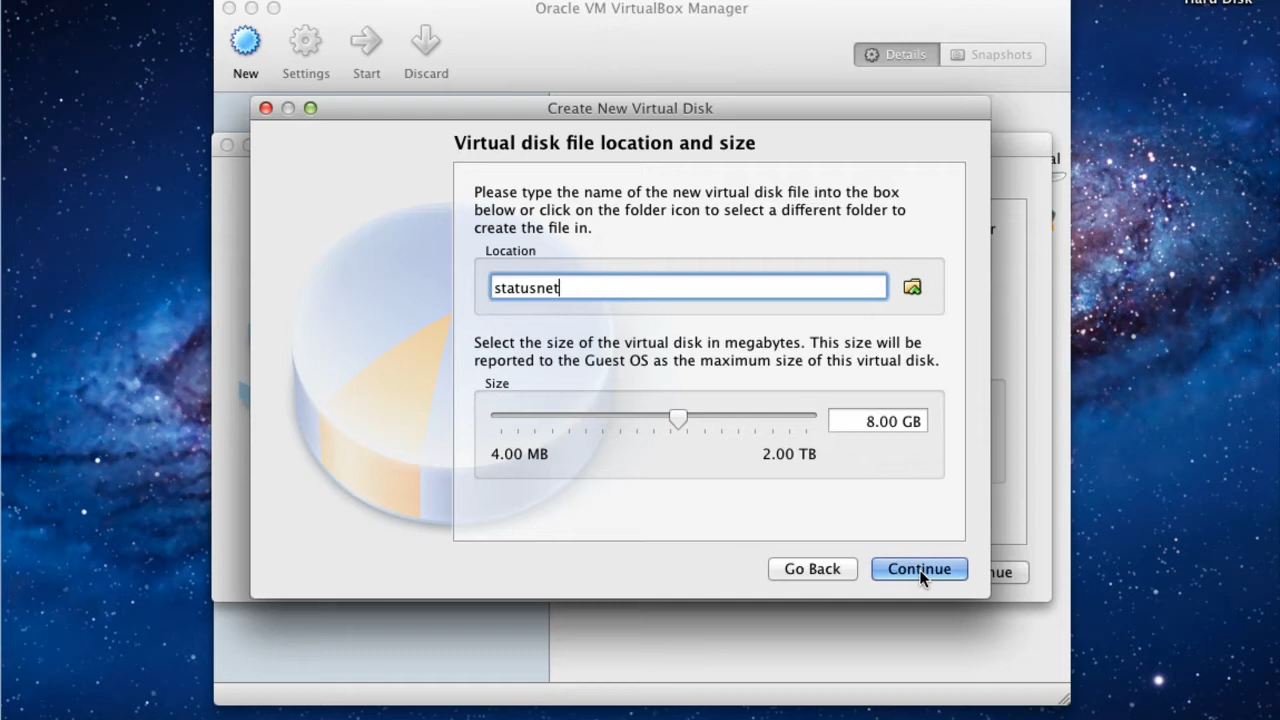 Hard Disk
Oracle VM VirtualBox Manager
New
Settings
Start
Discard
Details
Snapshots
Create New Virtual Disk
Virtual disk file location and size
Please type the name of the new virtual disk file into the box
below or click on the folder icon to select a different folder to
create the file in.
Location
statusnet
Select the size of the virtual disk in megabytes. This size will be
reported to the Guest OS as the maximum size of this virtual disk.
Size
8.00 GB
4.00 MB
2.00 TB
Go Back
Continue